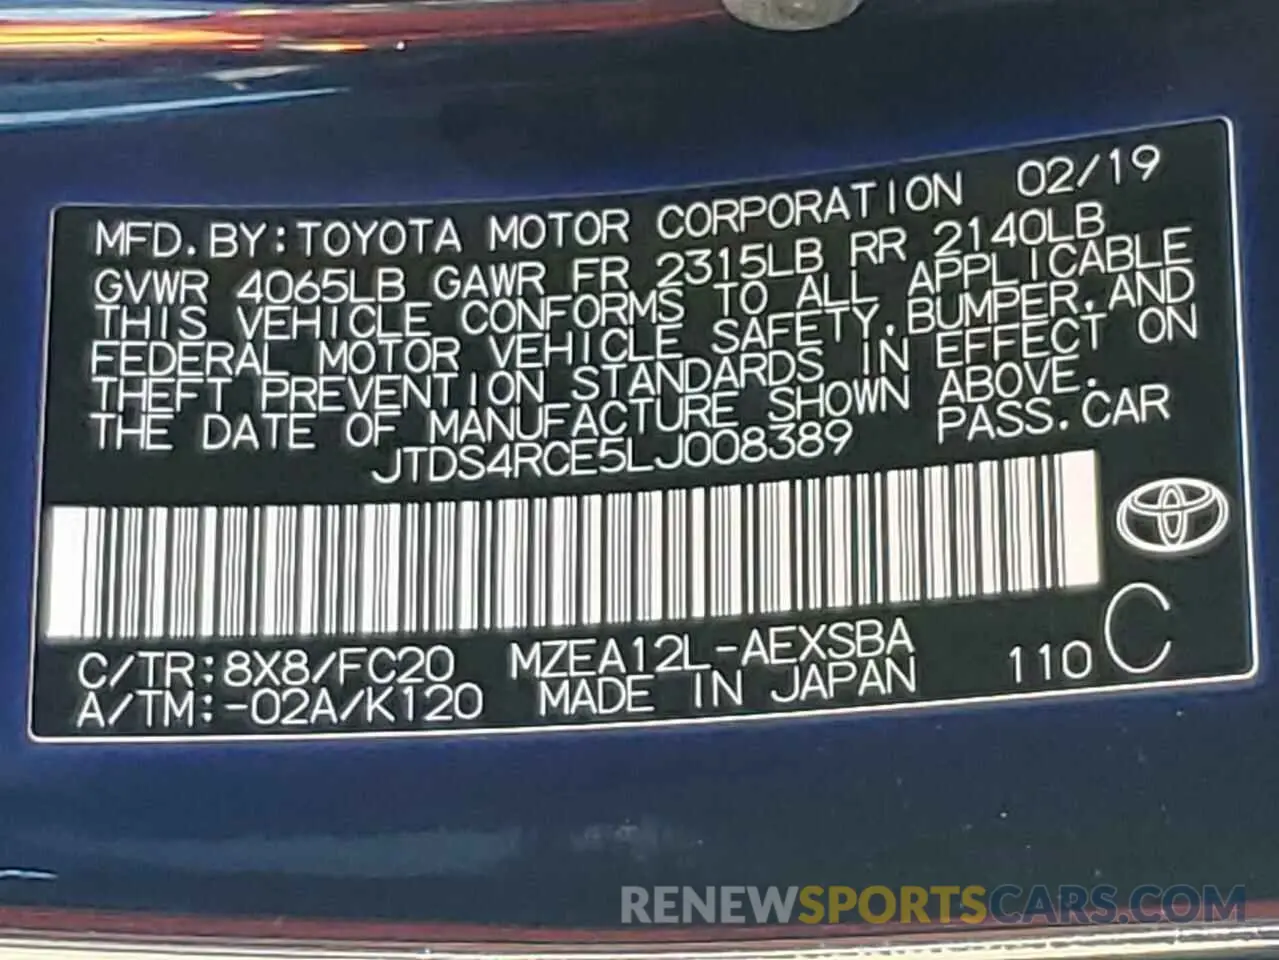 MFD. BY: TOYOTA MOTOR CORPORATION 02/19
GVWR 4065LB GAWR FR 2315LB RR 2140LB
THIS VEHICLE CONFORMS TO ALL APPLICABLE
FEDERAL MOTOR VEHICLE SAFETY, BUMPER, AND
THEFT PREVENTION STANDARDS IN EFFECT ON
THE DATE OF MANUFACTURE SHOWN ABOVE.
JTDS4RCE5LJ008389 PASS. CAR
C/TR: 8X8/FC20 MZEA12L-AEXSBA
A/TM: -02A/K120 MADE IN JAPAN 110 C
RENEWSPORTSCARS.COM